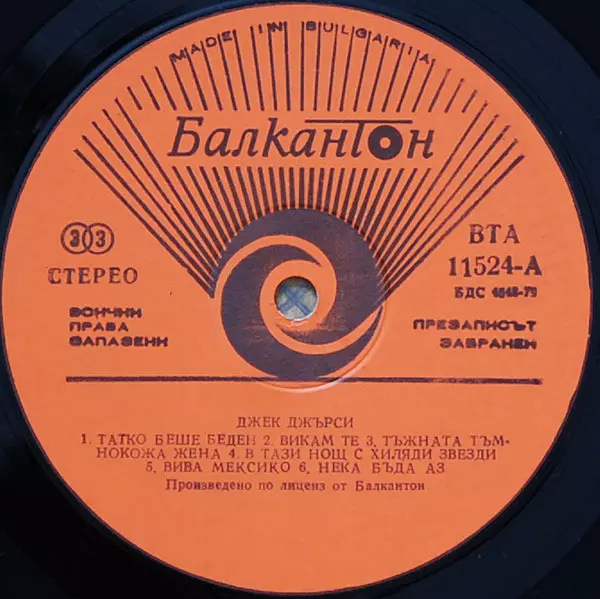 MADE IN BULGARIA
Балкантон
33
СТЕРЕО
ВСИЧКИ
ПРАВА
ЗАПАЗЕНИ
ВТА
11524-А
БДС 4848-79
ПРЕЗАПИСЪТ
ЗАБРАНЕН
ДЖЕК ДЖЪРСИ
1. ТАТКО БЕШЕ БЕДЕН 2. ВИКАМ ТЕ 3. ТЪЖНАТА ТЪМ-
НОКОЖА ЖЕНА 4. В ТАЗИ НОЩ С ХИЛЯДИ ЗВЕЗДИ
5. ВИВА МЕКСИКО 6. НЕКА БЪДА АЗ
Произведено по лиценз от Балкантон